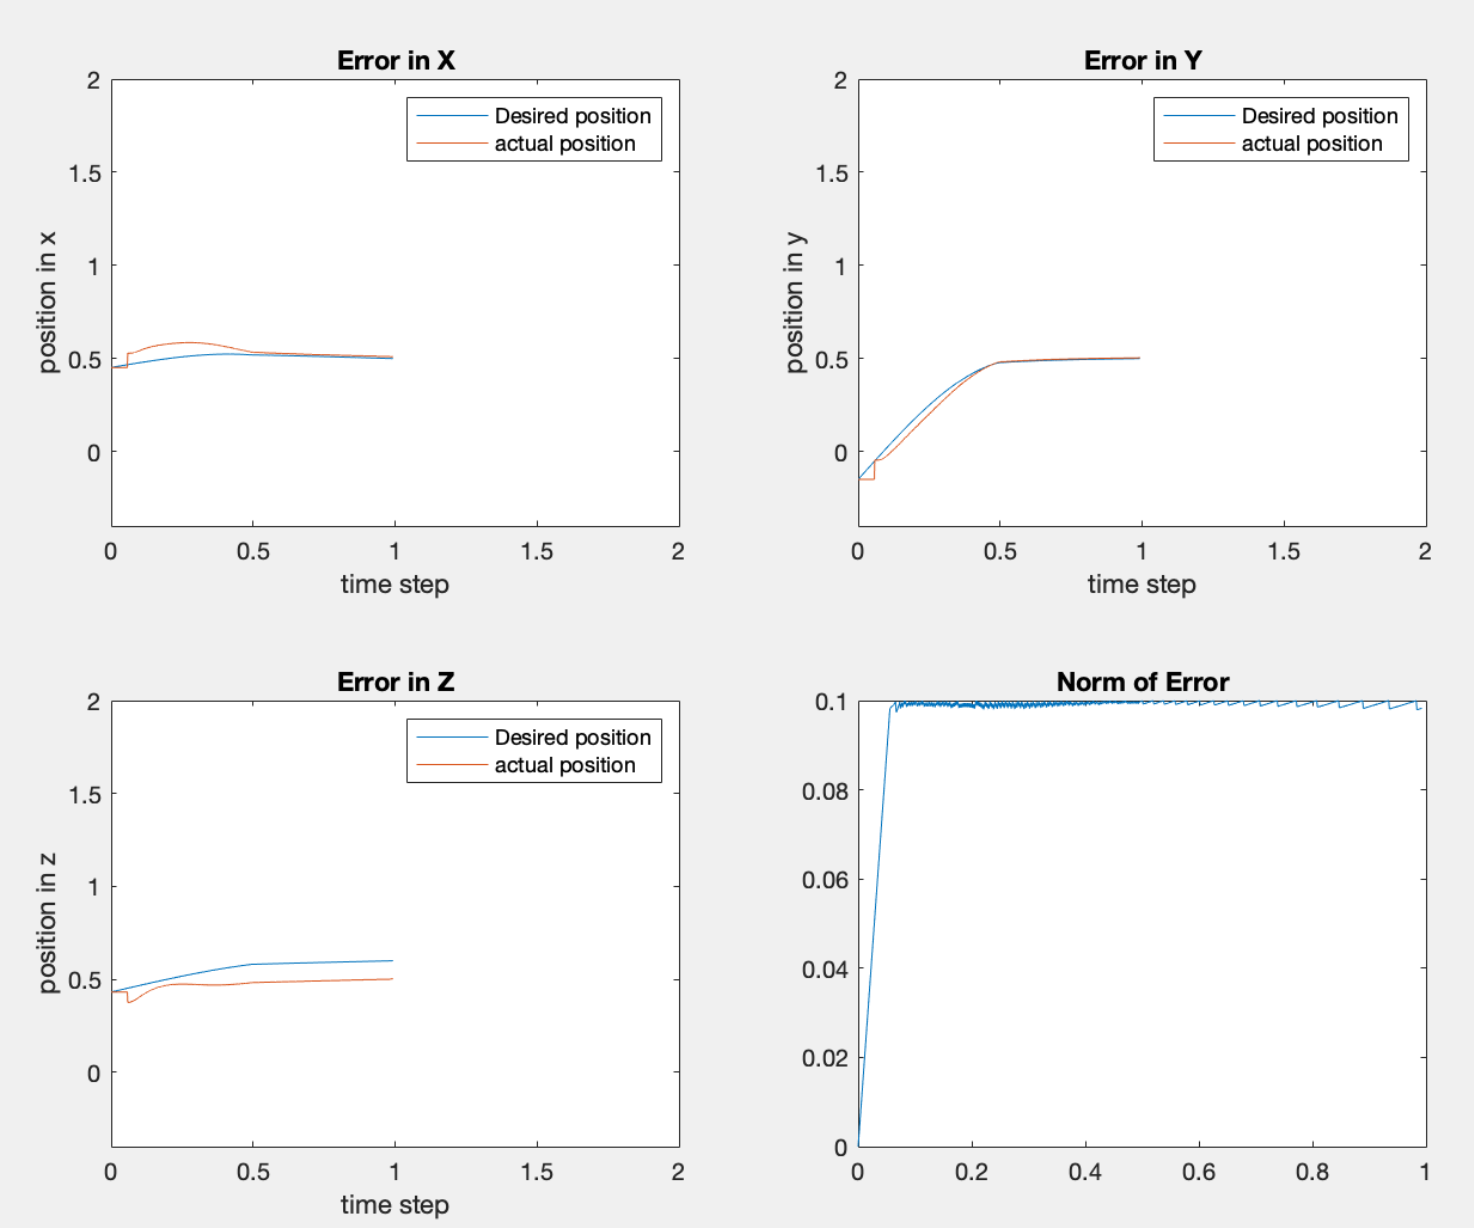 Error in X
2
1.5
1
0.5
0
position in x
Desired position
actual position
0 0.5 1 1.5 2
time step
Error in Y
2
1.5
1
0.5
0
position in y
Desired position
actual position
0 0.5 1 1.5 2
time step
Error in Z
2
1.5
1
0.5
0
position in z
Desired position
actual position
0 0.5 1 1.5 2
time step
Norm of Error
0.1
0.08
0.06
0.04
0.02
0
0 0.2 0.4 0.6 0.8 1